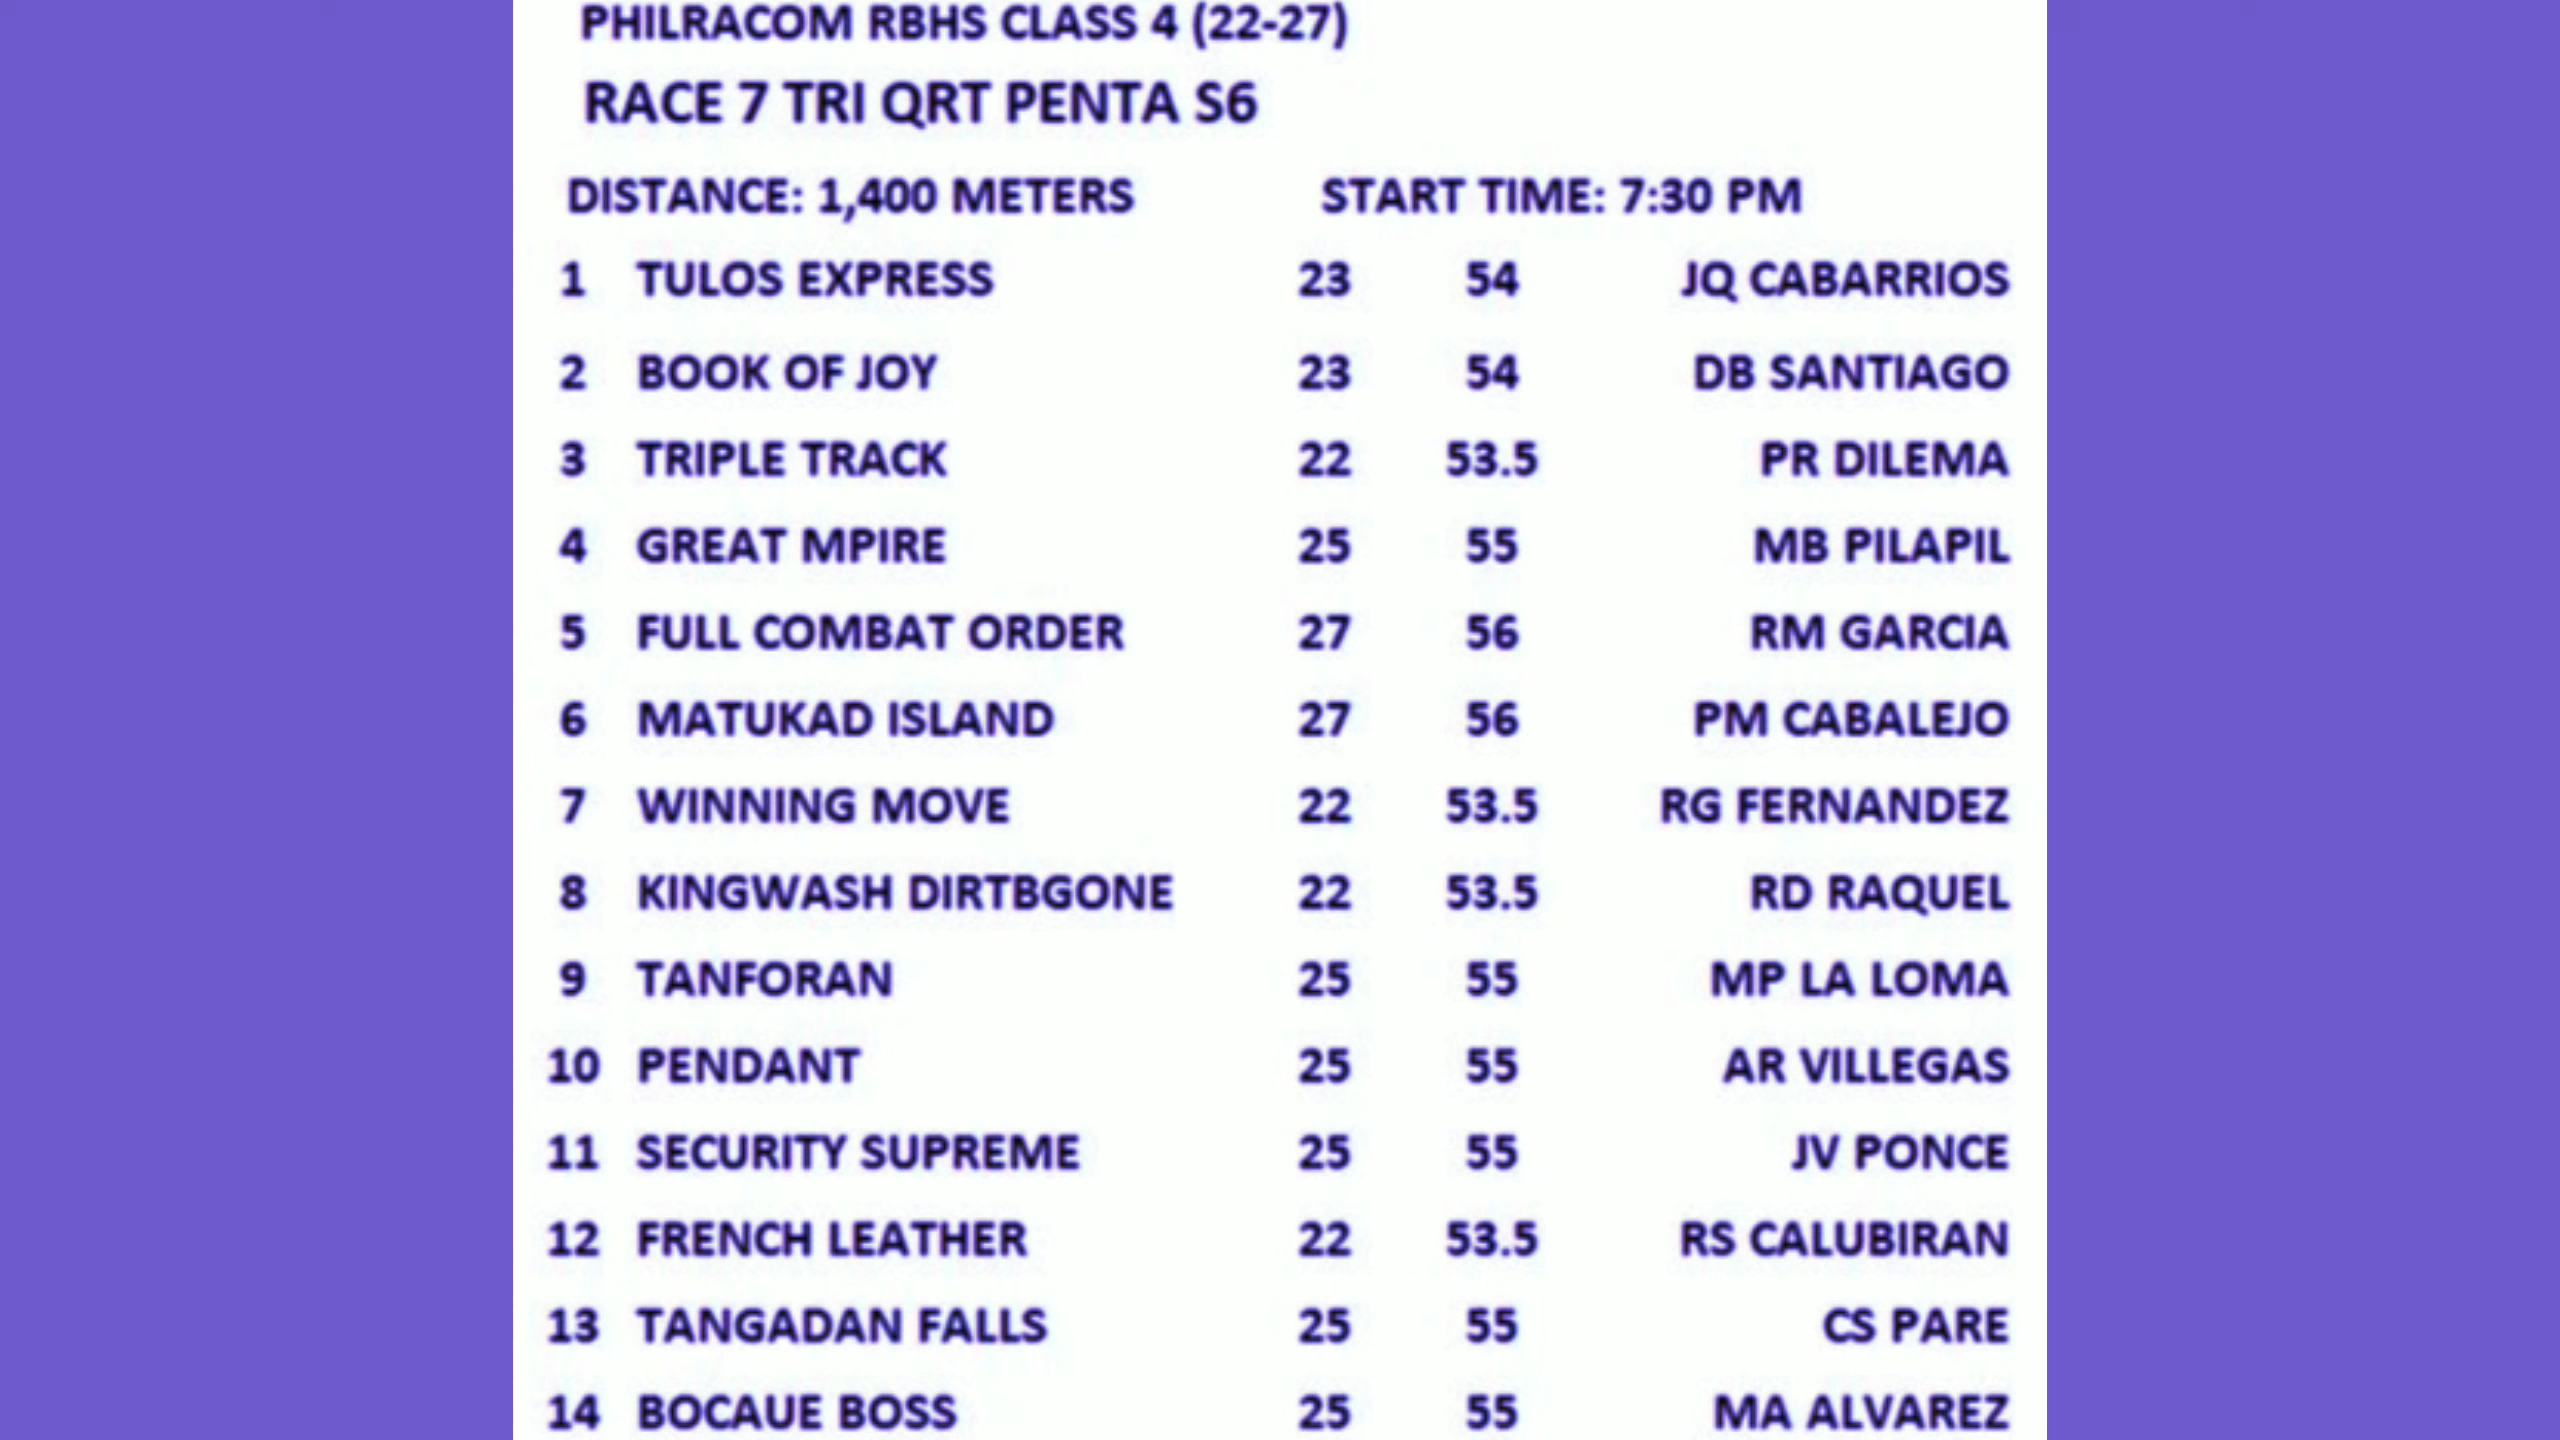 PHILRACOM RBHS CLASS 4 (22-27)
RACE 7 TRI QRT PENTA S6
DISTANCE: 1,400 METERS START TIME: 7:30 PM
1 TULOS EXPRESS 23 54 JQ CABARRIOS
2 BOOK OF JOY 23 54 DB SANTIAGO
3 TRIPLE TRACK 22 53.5 PR DILEMA
4 GREAT MPIRE 25 55 MB PILAPIL
5 FULL COMBAT ORDER 27 56 RM GARCIA
6 MATUKAD ISLAND 27 56 PM CABALEJO
7 WINNING MOVE 22 53.5 RG FERNANDEZ
8 KINGWASH DIRTBGONE 22 53.5 RD RAQUEL
9 TANFORAN 25 55 MP LA LOMA
10 PENDANT 25 55 AR VILLEGAS
11 SECURITY SUPREME 25 55 JV PONCE
12 FRENCH LEATHER 22 53.5 RS CALUBIRAN
13 TANGADAN FALLS 25 55 CS PARE
14 BOCAUE BOSS 25 55 MA ALVAREZ